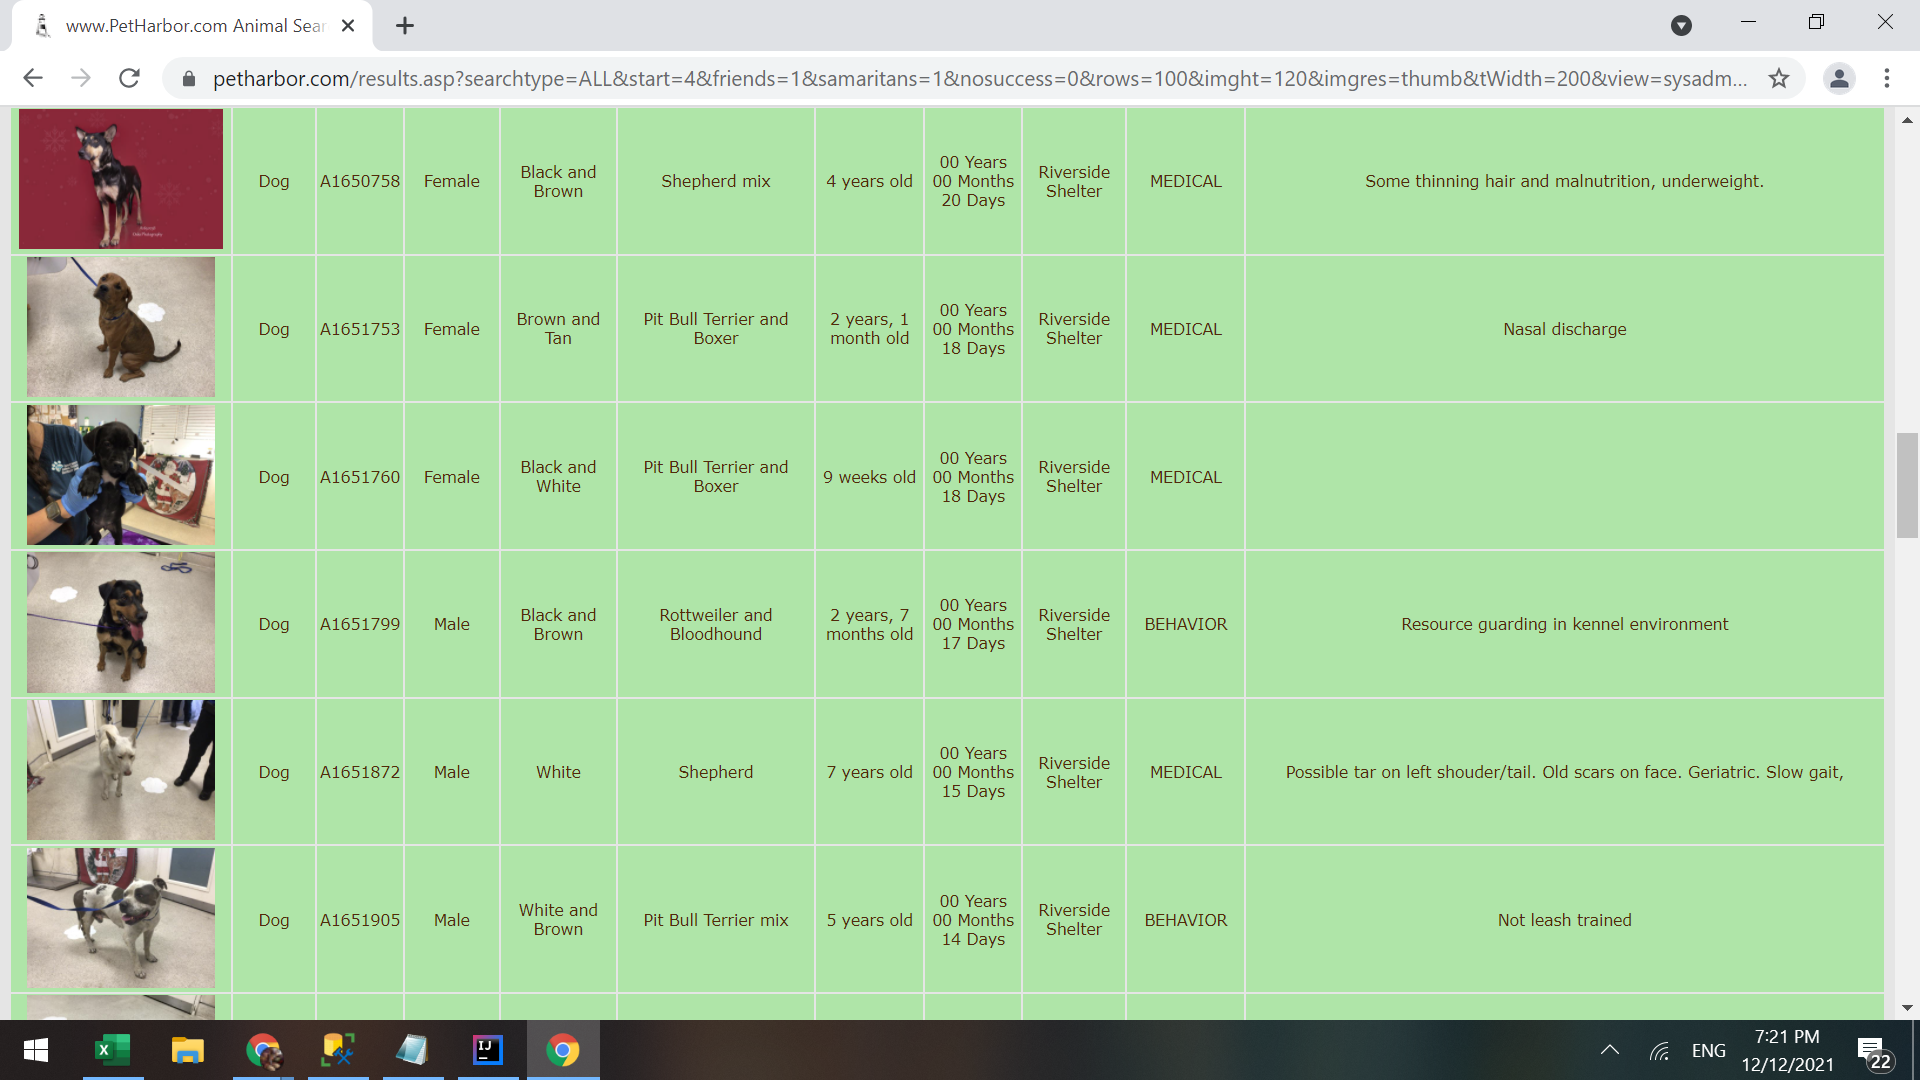 www.PetHarbor.com Animal Sear
petharbor.com/results.asp?searchtype=ALL&start=4&friends=1&samaritans=1&nosuccess=0&rows=100&imght=120&imgres=thumb&tWidth=200&view=sysadm...
Dog
A1650758
Female
Black and
Brown
Shepherd mix
4 years old
00 Years
00 Months
20 Days
Riverside
Shelter
MEDICAL
Some thinning hair and malnutrition, underweight.
Dog
A1651753
Female
Brown and
Tan
Pit Bull Terrier and
Boxer
2 years, 1
month old
00 Years
00 Months
18 Days
Riverside
Shelter
MEDICAL
Nasal discharge
Dog
A1651760
Female
Black and
White
Pit Bull Terrier and
Boxer
9 weeks old
00 Years
00 Months
18 Days
Riverside
Shelter
MEDICAL
Dog
A1651799
Male
Black and
Brown
Rottweiler and
Bloodhound
2 years, 7
months old
00 Years
00 Months
17 Days
Riverside
Shelter
BEHAVIOR
Resource guarding in kennel environment
Dog
A1651872
Male
White
Shepherd
7 years old
00 Years
00 Months
15 Days
Riverside
Shelter
MEDICAL
Possible tar on left shouder/tail. Old scars on face. Geriatric. Slow gait,
Dog
A1651905
Male
White and
Brown
Pit Bull Terrier mix
5 years old
00 Years
00 Months
14 Days
Riverside
Shelter
BEHAVIOR
Not leash trained
X
IJ
ENG
7:21 PM
12/12/2021
22